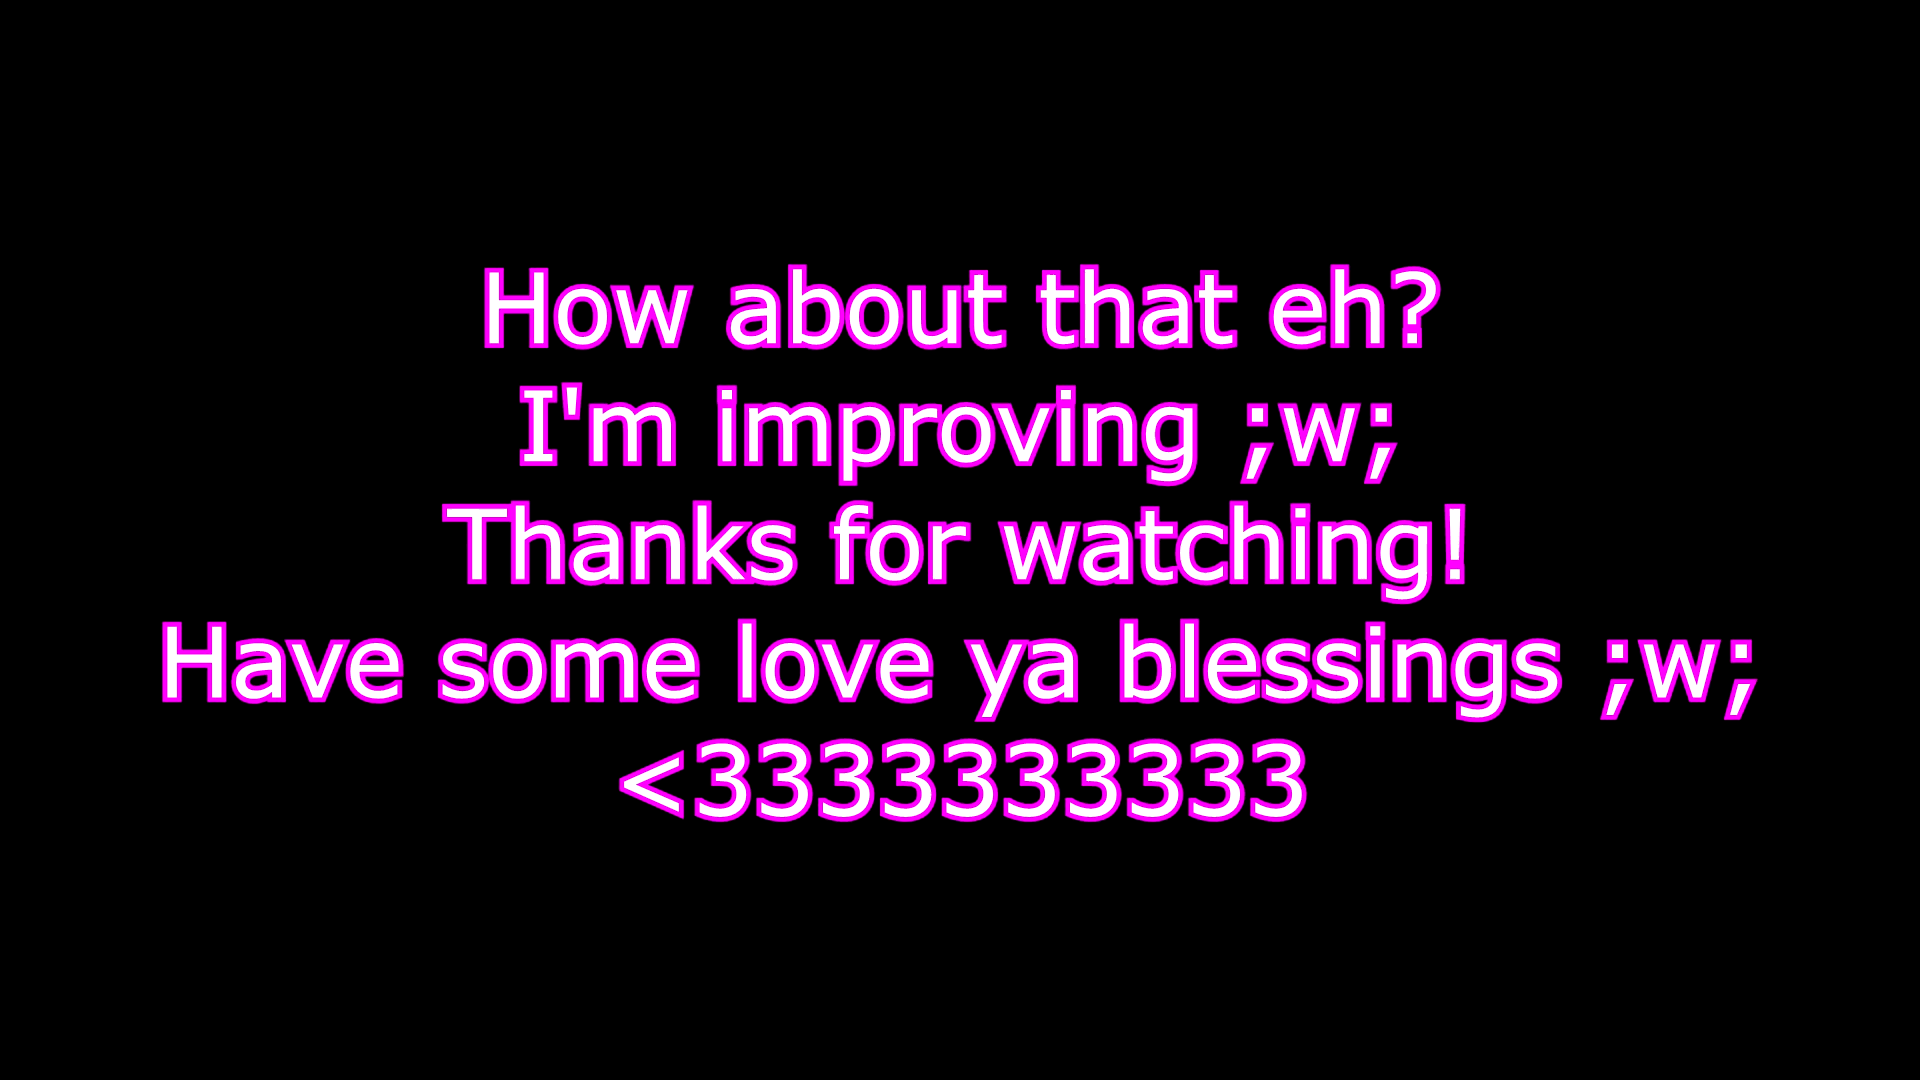 How about that eh?
I'm improving ;w;
Thanks for watching!
Have some love ya blessings ;w;
<3333333333